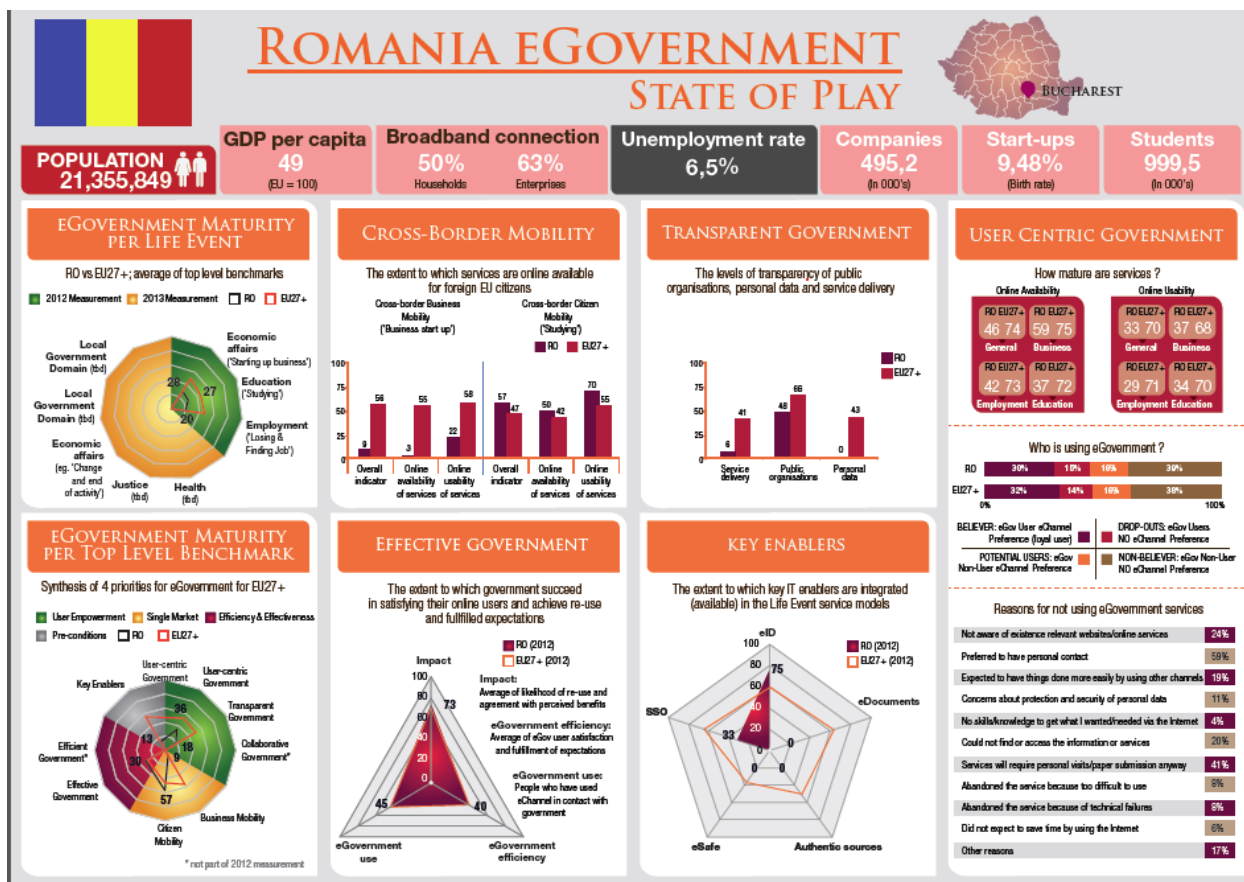 ROMANIA EGOVERNMENT
STATE OF PLAY
BUCHAREST
POPULATION
21,355,849
GDP per capita
49
(EU = 100)
Broadband connection
50% 63%
Households Enterprises
Unemployment rate
6,5%
Companies
495,2
(In 000's)
Start-ups
9,48%
(Birth rate)
Students
999,5
(In 000's)
EGOVERNMENT MATURITY
PER LIFE EVENT
RO vs EU27+; average of top level benchmarks
2012 Measurement 2013 Measurement RO EU27+
Local
Government
Domain (tbd)
Local
Government
Domain (tbd)
Economic
affairs
(eg. 'Change
and end
of activity')
Justice
(tbd)
Health
(tbd)
Economic
affairs
('Starting up business')
Education
('Studying')
Employment
('Losing &
Finding Job')
28
27
20
CROSS-BORDER MOBILITY
The extent to which services are online available
for foreign EU citizens
Cross-border Business
Mobility
('Business start up')
Cross-border Citizen
Mobility
('Studying')
RO EU27+
100
75
50
25
0
9 56 3 55 22 58 57 47 50 42 70 55
Overall
indicator
Online
availability
of services
Online
usability
of services
Overall
indicator
Online
availability
of services
Online
usability
of services
TRANSPARENT GOVERNMENT
The levels of transparency of public
organisations, personal data and service delivery
RO
EU27+
100
75
50
25
0
6 41 48 66 0 43
Service
delivery
Public
organisations
Personal
data
USER CENTRIC GOVERNMENT
How mature are services ?
Online Availability
RO EU27+ RO EU27+
46 74 59 75
General Business
RO EU27+ RO EU27+
42 73 37 72
Employment Education
Online Usability
RO EU27+ RO EU27+
33 70 37 68
General Business
RO EU27+ RO EU27+
29 71 34 70
Employment Education
Who is using eGovernment ?
RO 30% 15% 16% 39%
EU27+ 32% 14% 16% 38%
0% 100%
BELIEVER: eGov User eChannel
Preference (loyal user)
DROP-OUTS: eGov Users
NO eChannel Preference
POTENTIAL USERS: eGov
Non-User eChannel Preference
NON-BELIEVER: eGov Non-User
NO eChannel Preference
Reasons for not using eGovernment services
Not aware of existence relevant websites/online services 24%
Preferred to have personal contact 59%
Expected to have things done more easily by using other channels 19%
Concerns about protection and security of personal data 11%
No skills/knowledge to get what I wanted/needed via the Internet 4%
Could not find or access the information or services 20%
Services will require personal visits/paper submission anyway 41%
Abandoned the service because too difficult to use
Abandoned the service because of technical failures
Did not expect to save time by using the Internet 6%
Other reasons 17%
EGOVERNMENT MATURITY
PER TOP LEVEL BENCHMARK
Synthesis of 4 priorities for eGovernment for EU27+
User Empowerment Single Market Efficiency & Effectiveness
Pre-conditions RO EU27+
User-centric
Government
User-centric
Government
Transparent
Government
Collaborative
Government*
Business Mobility
Citizen
Mobility
Effective
Government
Efficient
Government*
Key Enablers
36
18
9
57
13
* not part of 2012 measurement
EFFECTIVE GOVERNMENT
The extent to which government succeed
in satisfying their online users and achieve re-use
and fullfilled expectations
RO (2012)
EU27+ (2012)
Impact
100
80
60
40
20
0
73
45
40
Impact:
Average of likelihood of re-use and
agreement with perceived benefits
eGovernment efficiency:
Average of eGov user satisfaction
and fulfillment of expectations
eGovernment use:
People who have used
eChannel in contact with
government
eGovernment
use
eGovernment
efficiency
KEY ENABLERS
The extent to which key IT enablers are integrated
(available) in the Life Event service models
RO (2012)
EU27+ (2012)
eID
100
80
60
40
20
0
75
33
0
0
0
SSO
eDocuments
eSafe
Authentic sources